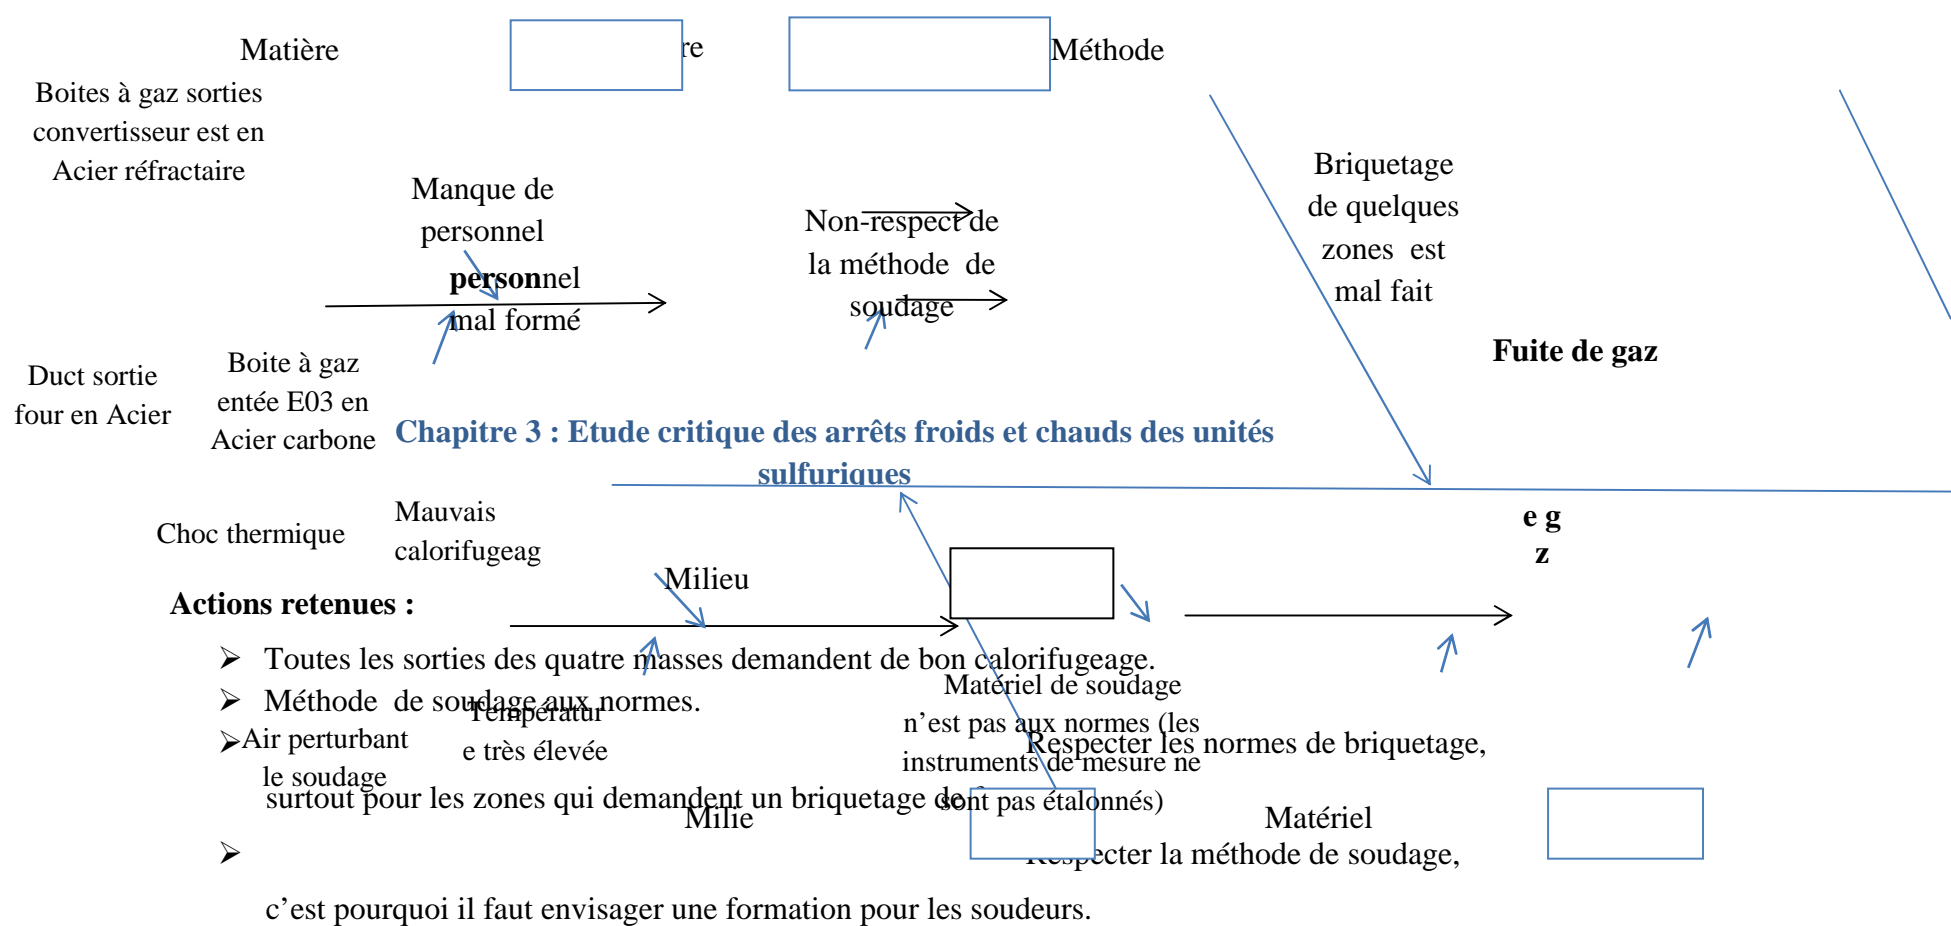 Matière
re
Méthode
Boites à gaz sorties
convertisseur est en
Acier réfractaire
Manque de
personnel
personnel
mal formé
Non-respect de
la méthode de
soudage
Briquetage
de quelques
zones est
mal fait
Fuite de gaz
Duct sortie
four en Acier
Boite à gaz
entée E03 en
Acier carbone
Chapitre 3 : Etude critique des arrêts froids et chauds des unités
sulfuriques
Choc thermique
Mauvais
calorifugeag
e g
z
Milieu
Actions retenues :
➢ Toutes les sorties des quatre masses demandent de bon calorifugeage.
➢ Méthode de soudage aux normes.
Températur
e très élevée
Air perturbant
le soudage
Matériel de soudage
n’est pas aux normes (les
instruments de mesure ne
sont pas étalonnés)
➢ Respecter les normes de briquetage,
surtout pour les zones qui demandent un briquetage de
Milie
Matériel
➢ Respecter la méthode de soudage,
c’est pourquoi il faut envisager une formation pour les soudeurs.